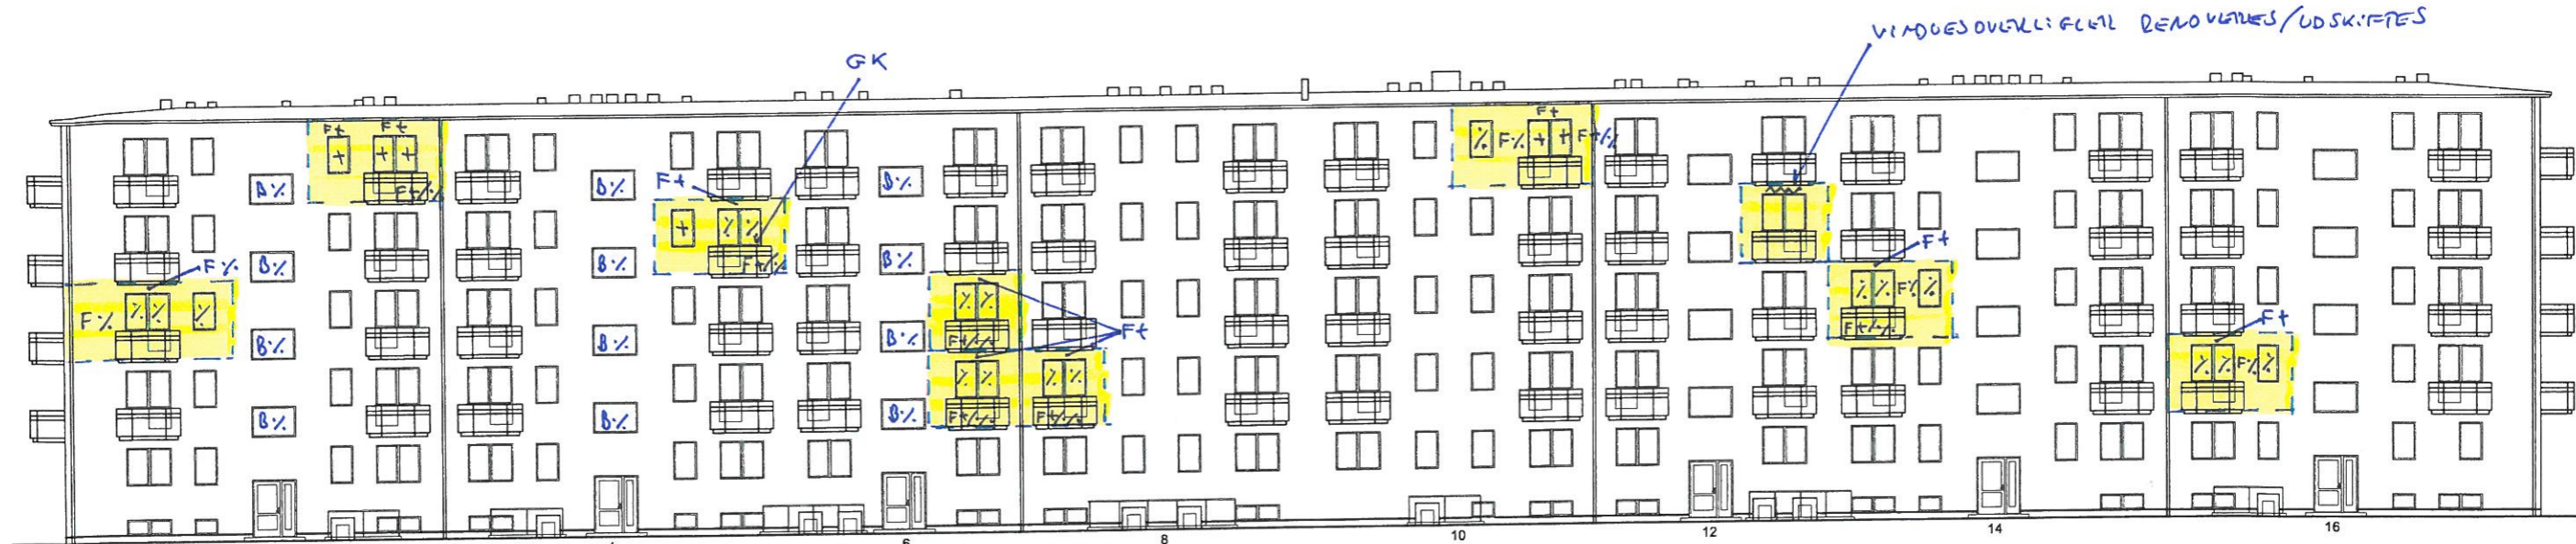 VINDUESOVERLIGGER RENOVERES/UDSKIFTES
GK
F+ F+
+ + +
F+/%
F+
% F% + + F+/%
B% B% B%
F+
+ % %
F+/%
F+
F%
B% B% B%
F% % % %
% %
F+/%
F+
% % F% %
F+/%
F+
B% B% B%
% % % %
F+/% F+/%
% % F% %
B% B% B%
6 8 10 12 14 16